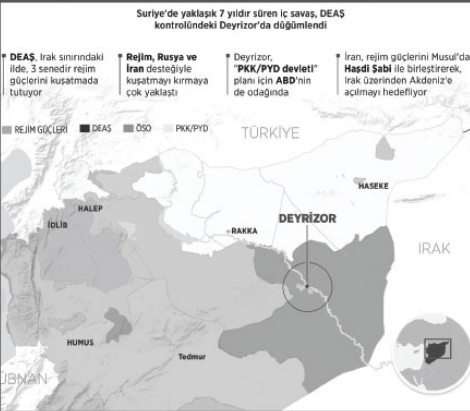 Suriye'de yaklaşık 7 yıldır süren iç savaş, DEAŞ
kontrolündeki Deyrizor'da düğümlendi
DEAŞ, Irak sınırındaki
ilde, 3 senedir rejim
güçlerini kuşatmada
tutuyor
Rejim, Rusya ve
İran desteğiyle
kuşatmayı kırmaya
çok yaklaştı
Deyrizor,
"PKK/PYD devleti"
planı için ABD'nin
de odağında
İran, rejim güçlerini Musul'da
Haşdi Şabi ile birleştirerek,
Irak üzerinden Akdeniz'e
açılmayı hedefliyor
REJİM GÜÇLERİ
DEAŞ
ÖSO
PKK/PYD
TÜRKİYE
HASEKE
HALEP
İDLİB
DEYRİZOR
RAKKA
IRAK
HUMUS
Tedmur
ÜBNAN